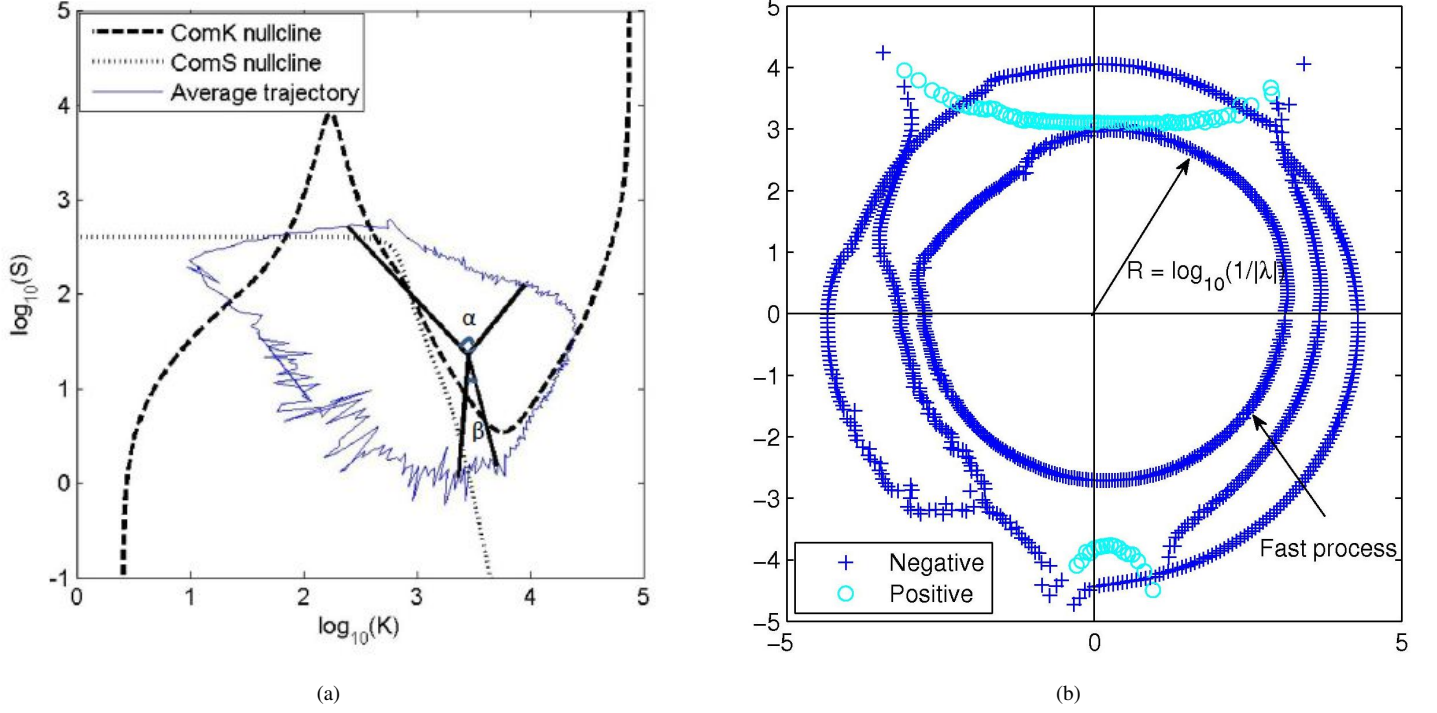 ComK nullcline
ComS nullcline
Average trajectory
5
4
3
2
1
0
-1
log10(S)
α
β
0 1 2 3 4 5
log10(K)
(a)
5
4
3
2
1
0
−1
−2
−3
−4
−5
R = log10(1/|λ|)
Fast process
Negative
Positive
−5 0 5
(b)